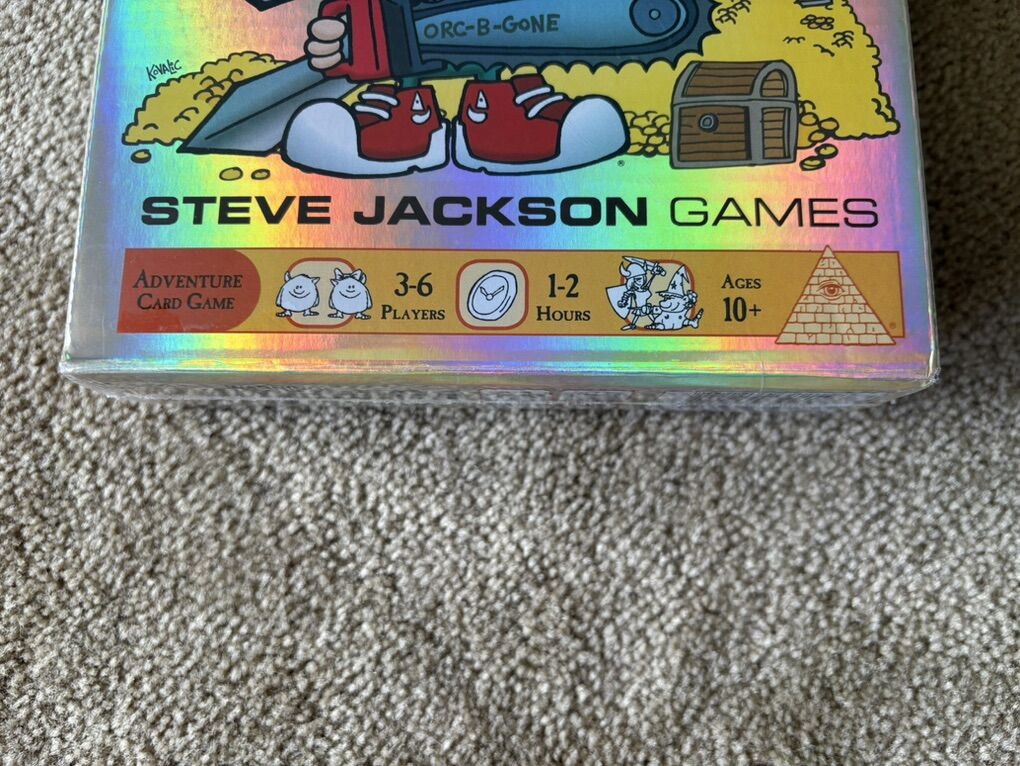 ORC-B-GONE
KOVALIC
STEVE JACKSON GAMES
ADVENTURE
CARD GAME
3-6
PLAYERS
1-2
HOURS
AGES
10+